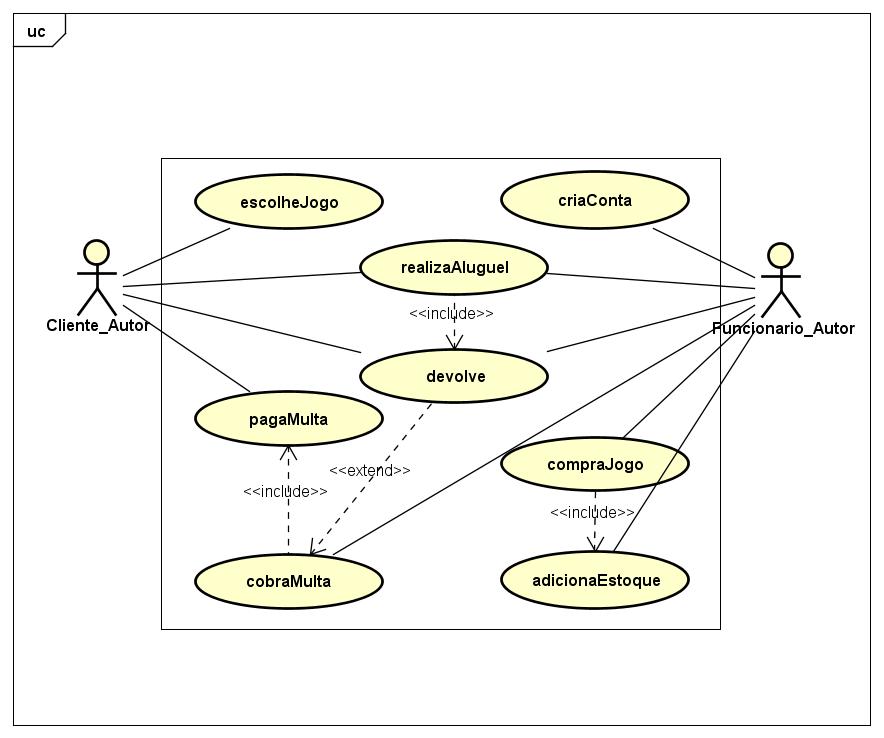 uc
escolheJogo
criaConta
realizaAluguel
Cliente_Autor
<<include>>
Funcionario_Autor
devolve
pagaMulta
<<extend>>
compraJogo
<<include>>
<<include>>
cobraMulta
adicionaEstoque